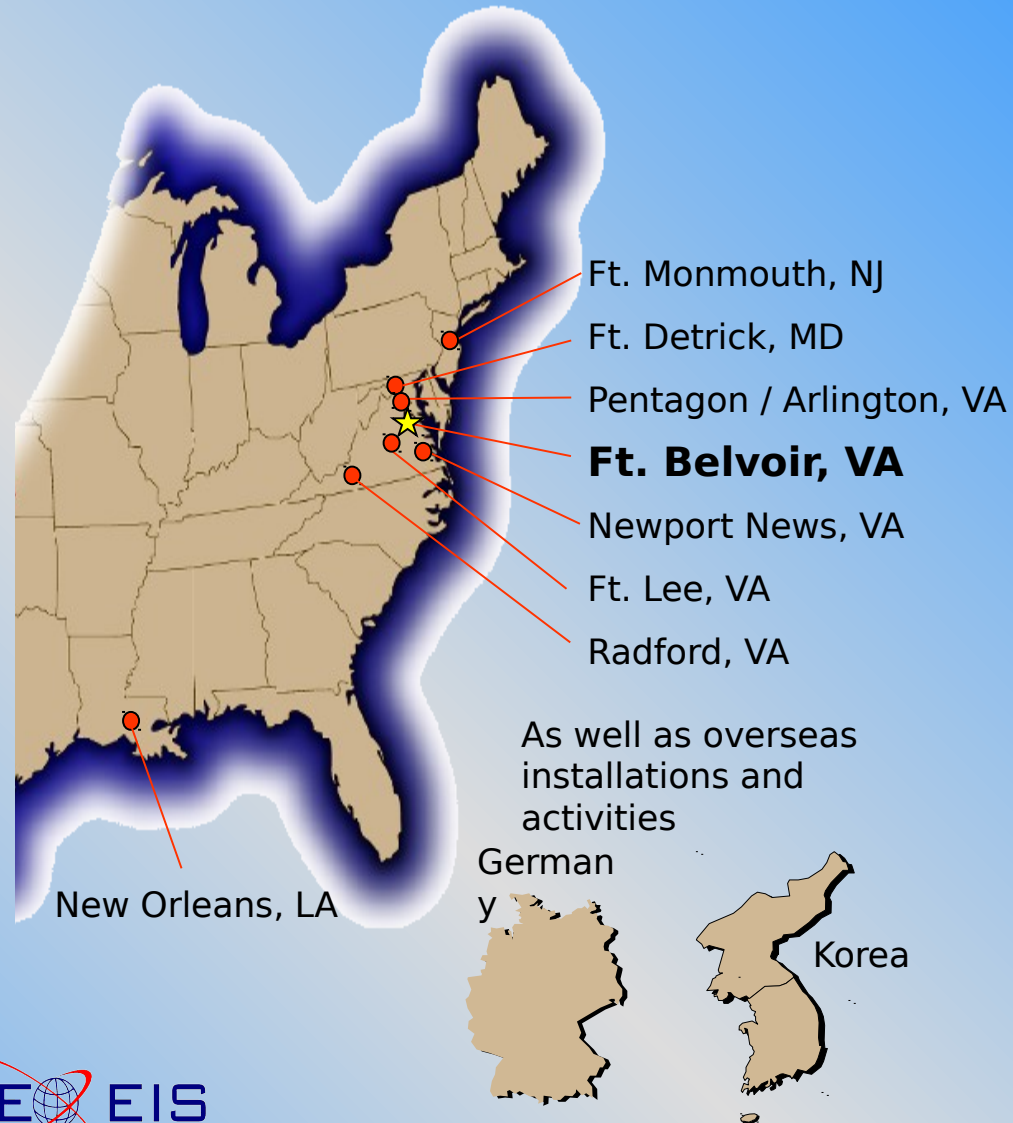 Ft. Monmouth, NJ
Ft. Detrick, MD
Pentagon / Arlington, VA
Ft. Belvoir, VA
Newport News, VA
Ft. Lee, VA
Radford, VA
As well as overseas
installations and
activities
German
y
New Orleans, LA
Korea
E EIS